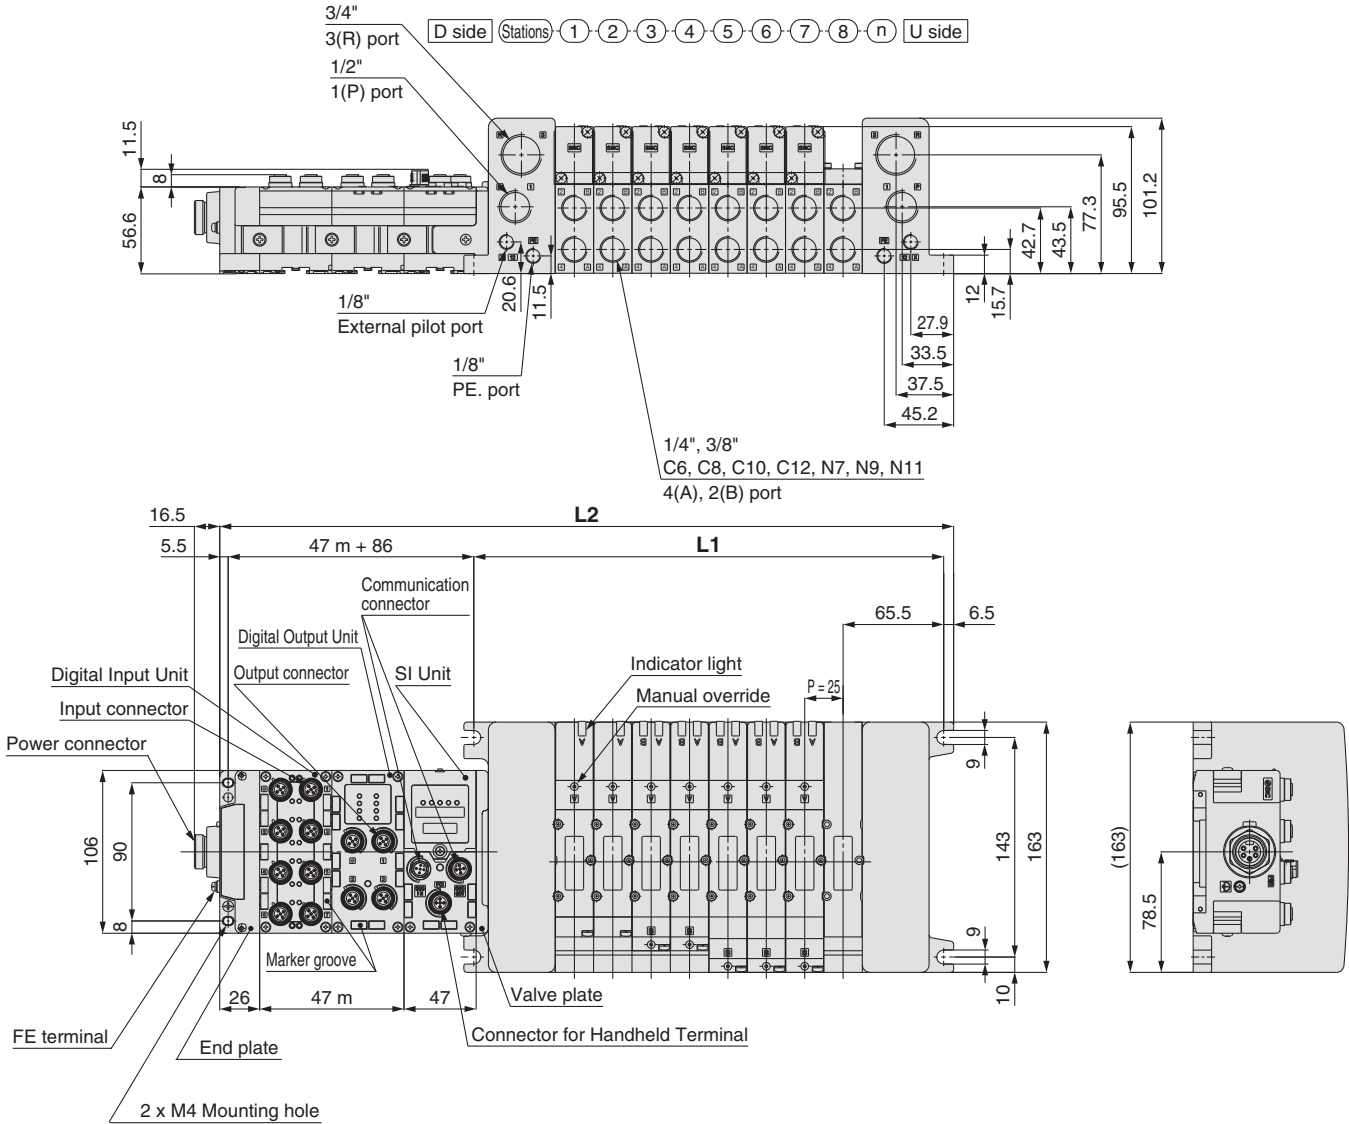 3/4"
3(R) port
D side Stations 1 2 3 4 5 6 7 8 n U side
1/2"
1(P) port
11.5
8
56.6
1/8"
External pilot port
20.6
11.5
1/8"
PE. port
1/4", 3/8"
C6, C8, C10, C12, N7, N9, N11
4(A), 2(B) port
12
15.7
42.7
43.5
77.3
95.5
101.2
27.9
33.5
37.5
45.2
16.5
L2
5.5
47 m + 86
L1
Communication
connector
65.5
6.5
Digital Output Unit
Digital Input Unit
Output connector
SI Unit
Indicator light
P = 25
Input connector
Manual override
Power connector
106
90
8
9
143
163
9
10
(163)
78.5
Marker groove
26
47 m
47
Valve plate
FE terminal
End plate
Connector for Handheld Terminal
2 x M4 Mounting hole